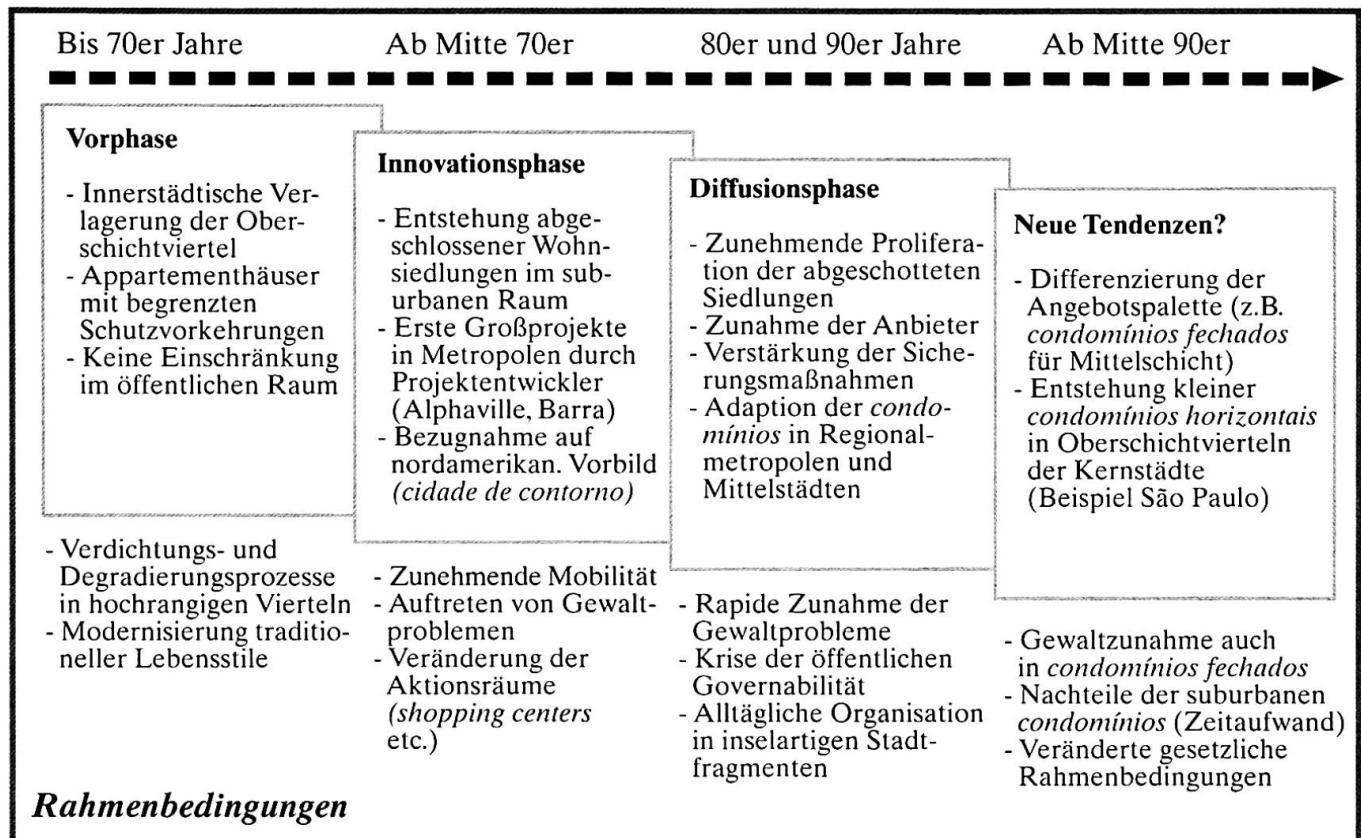 Bis 70er Jahre
Ab Mitte 70er
80er und 90er Jahre
Ab Mitte 90er
Vorphase
- Innerstädtische Ver-
lagerung der Ober-
schichtviertel
- Appartementhäuser
mit begrenzten
Schutzvorkehrungen
- Keine Einschränkung
im öffentlichen Raum
- Verdichtungs- und
Degradierungsprozesse
in hochrangigen Vierteln
- Modernisierung traditio-
neller Lebensstile
Innovationsphase
- Entstehung abge-
schlossener Wohn-
siedlungen im sub-
urbanen Raum
- Erste Großprojekte
in Metropolen durch
Projektentwickler
(Alphaville, Barra)
- Bezugnahme auf
nordamerikan. Vorbild
(cidade de contorno)
- Zunehmende Mobilität
- Auftreten von Gewalt-
problemen
- Veränderung der
Aktionsräume
(shopping centers
etc.)
Diffusionsphase
- Zunehmende Prolifera-
tion der abgeschotteten
Siedlungen
- Zunahme der Anbieter
- Verstärkung der Siche-
rungsmaßnahmen
- Adaption der condo-
mínios in Regional-
metropolen und
Mittelstädten
- Rapide Zunahme der
Gewaltprobleme
- Krise der öffentlichen
Governabilität
- Alltägliche Organisation
in inselartigen Stadt-
fragmenten
Neue Tendenzen?
- Differenzierung der
Angebotspalette (z.B.
condomínios fechados
für Mittelschicht)
- Entstehung kleiner
condomínios horizontais
in Oberschichtvierteln
der Kernstädte
(Beispiel São Paulo)
- Gewaltzunahme auch
in condomínios fechados
- Nachteile der suburbanen
condomínios (Zeitaufwand)
- Veränderte gesetzliche
Rahmenbedingungen
Rahmenbedingungen